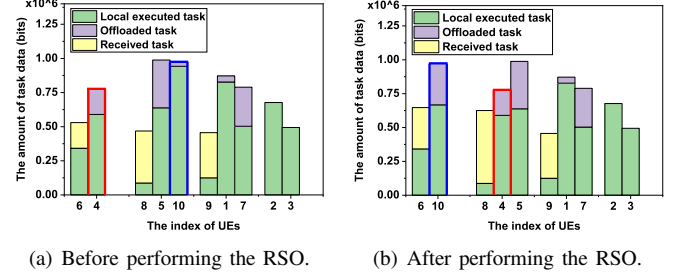 x10^6
1.25
1.00
0.75
0.50
0.25
0.00
The amount of task data (bits)
Local executed task
Offloaded task
Received task
6 4 8 5 10 9 1 7 2 3
The index of UEs
(a) Before performing the RSO.
x10^6
1.25
1.00
0.75
0.50
0.25
0.00
The amount of task data (bits)
Local executed task
Offloaded task
Received task
6 10 8 4 5 9 1 7 2 3
The index of UEs
(b) After performing the RSO.